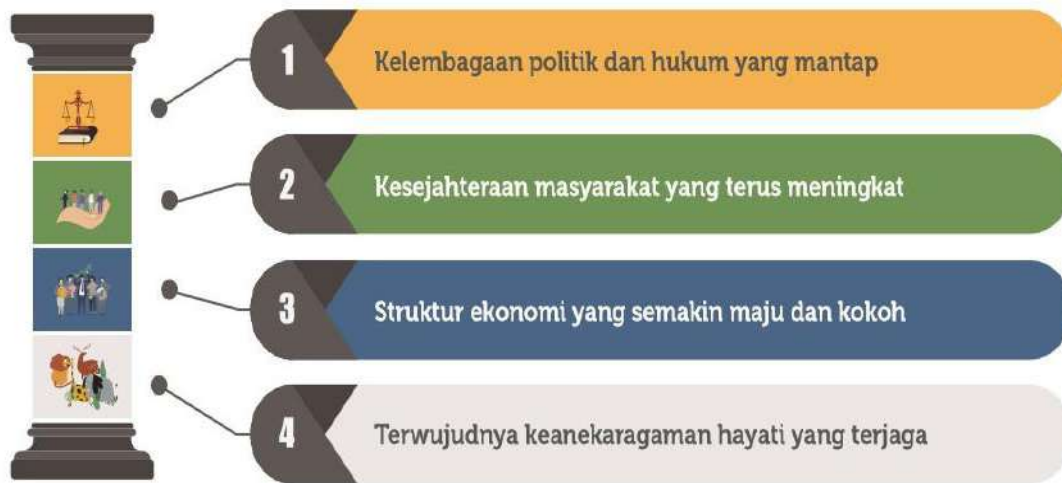 1
Kelembagaan politik dan hukum yang mantap
2
Kesejahteraan masyarakat yang terus meningkat
3
Struktur ekonomi yang semakin maju dan kokoh
4
Terwujudnya keanekaragaman hayati yang terjaga